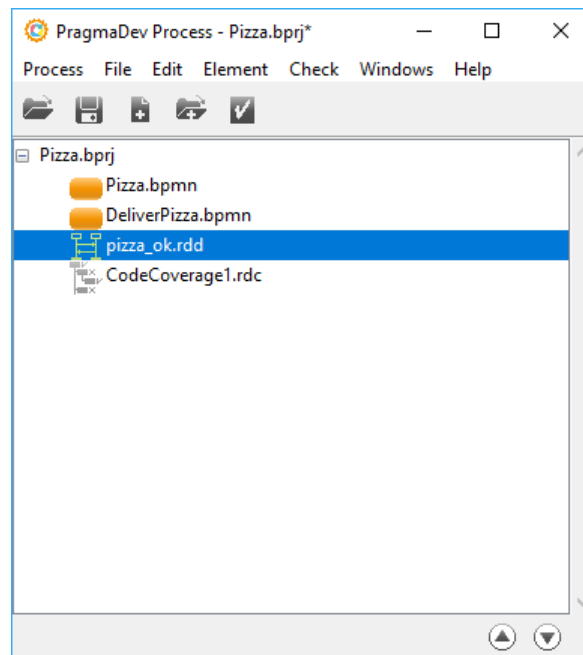 PragmaDev Process - Pizza.bprj*
Process File Edit Element Check Windows Help
Pizza.bprj
Pizza.bpmn
DeliverPizza.bpmn
pizza_ok.rdd
CodeCoverage1.rdc